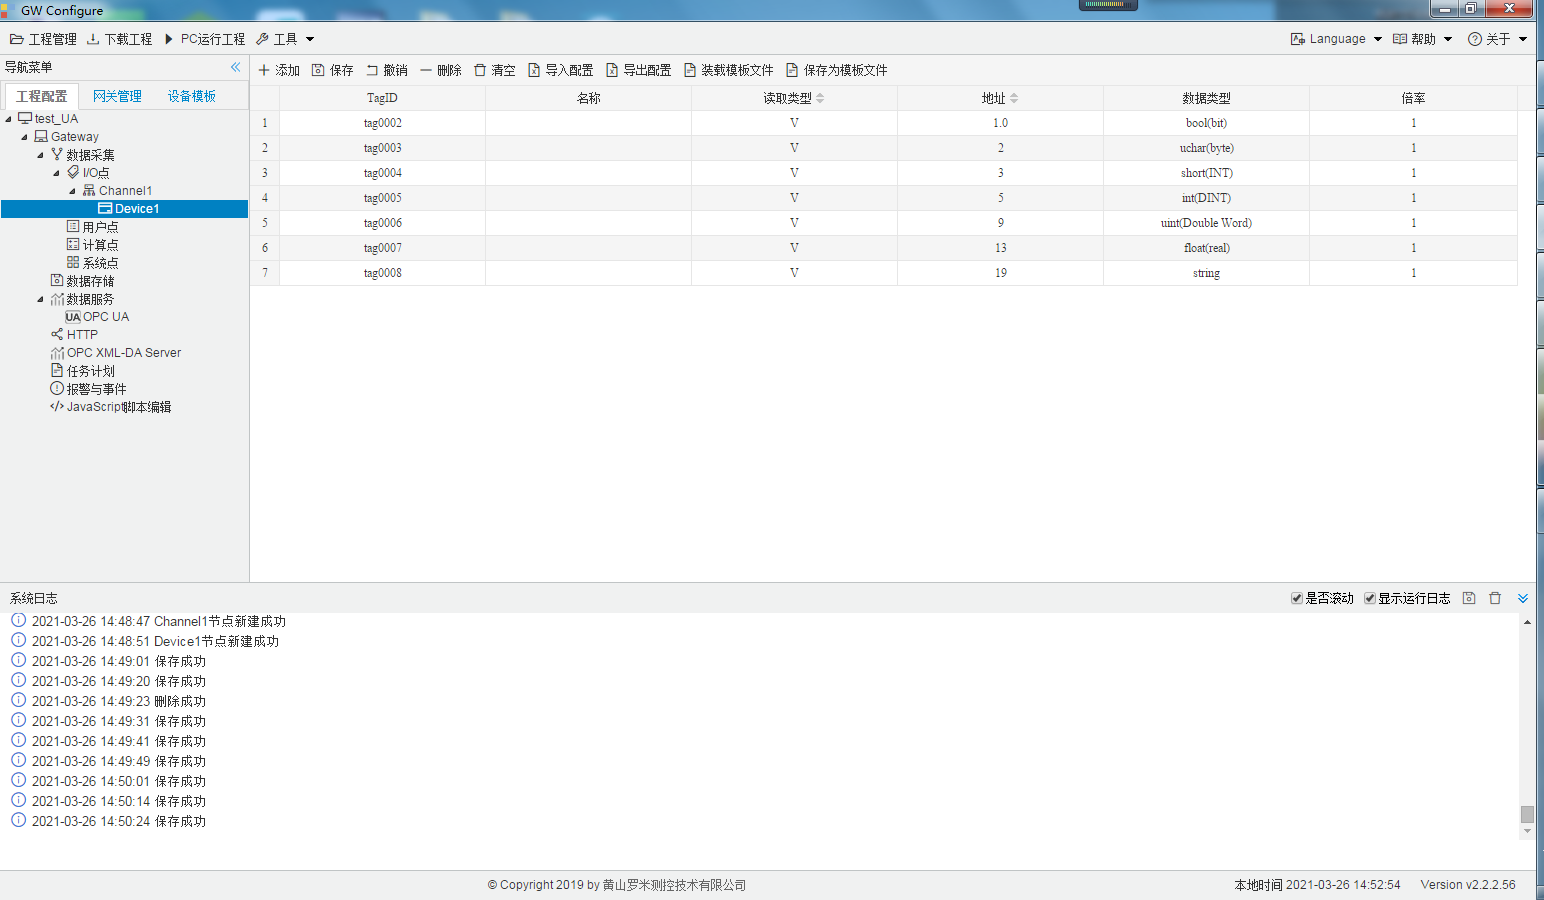 GW Configure
工程管理 下载工程 PC运行工程 工具 Language 帮助 关于
导航菜单
添加 保存 撤销 删除 清空 导入配置 导出配置 装载模板文件 保存为模板文件
工程配置 网关管理 设备模板
test_UA
Gateway
数据采集
I/O点
Channel1
Device1
用户点
计算点
系统点
数据存储
数据服务
UA OPC UA
HTTP
OPC XML-DA Server
任务计划
报警与事件
JavaScript脚本编辑
TagID 名称 读取类型 地址 数据类型 倍率
1 tag0002 V 1.0 bool(bit) 1
2 tag0003 V 2 uchar(byte) 1
3 tag0004 V 3 short(INT) 1
4 tag0005 V 5 int(DINT) 1
5 tag0006 V 9 uint(Double Word) 1
6 tag0007 V 13 float(real) 1
7 tag0008 V 19 string 1
系统日志 是否滚动 显示运行日志
2021-03-26 14:48:47 Channel1节点新建成功
2021-03-26 14:48:51 Device1节点新建成功
2021-03-26 14:49:01 保存成功
2021-03-26 14:49:20 保存成功
2021-03-26 14:49:23 删除成功
2021-03-26 14:49:31 保存成功
2021-03-26 14:49:41 保存成功
2021-03-26 14:49:49 保存成功
2021-03-26 14:50:01 保存成功
2021-03-26 14:50:14 保存成功
2021-03-26 14:50:24 保存成功
© Copyright 2019 by 黄山罗米测控技术有限公司 本地时间 2021-03-26 14:52:54 Version v2.2.2.56